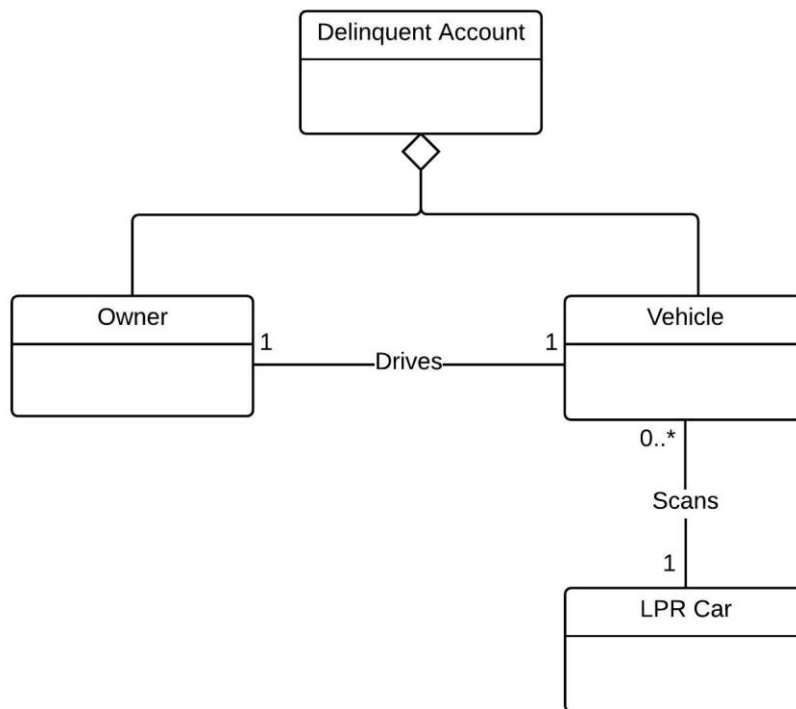 Delinquent Account
Owner
Vehicle
1
Drives
1
0..*
Scans
1
LPR Car